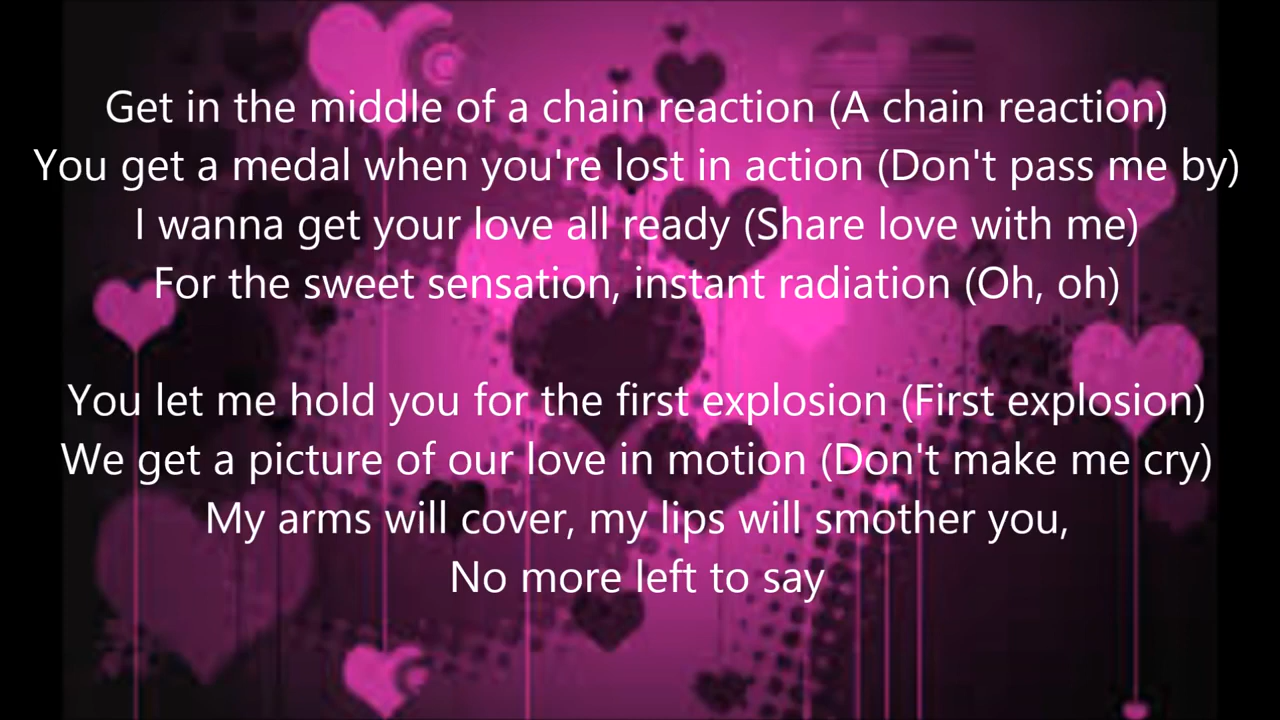 Get in the middle of a chain reaction (A chain reaction)
You get a medal when you're lost in action (Don't pass me by)
I wanna get your love all ready (Share love with me)
For the sweet sensation, instant radiation (Oh, oh)

You let me hold you for the first explosion (First explosion)
We get a picture of our love in motion (Don't make me cry)
My arms will cover, my lips will smother you,
No more left to say